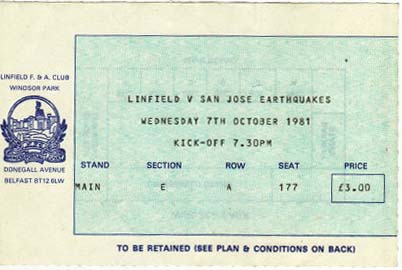 LINFIELD F. & A. CLUB
WINDSOR PARK
DONEGALL AVENUE
BELFAST BT12 6LW
LINFIELD V SAN JOSE EARTHQUAKES
WEDNESDAY 7TH OCTOBER 1981
KICK-OFF 7.30PM
STAND SECTION ROW SEAT PRICE
MAIN E A 177 £3.00
TO BE RETAINED (SEE PLAN & CONDITIONS ON BACK)